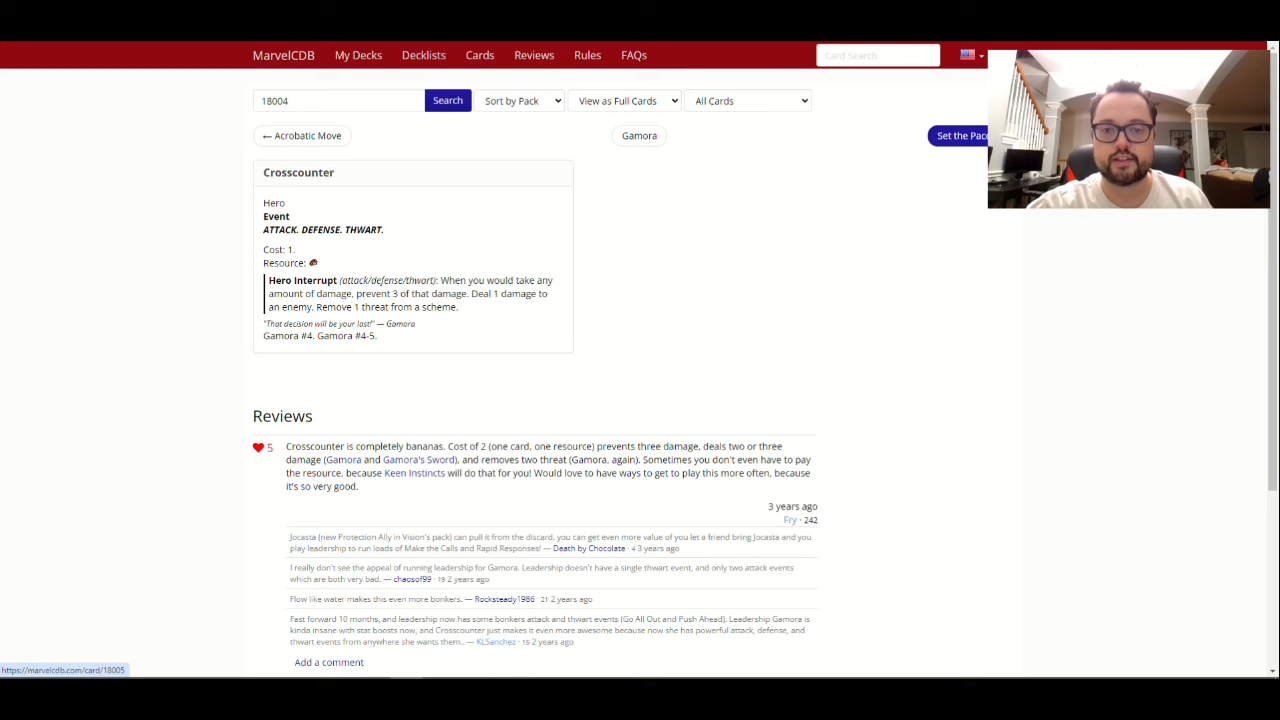 MarvelCDB My Decks Decklists Cards Reviews Rules FAQs Card Search
18004 Search Sort by Pack View as Full Cards All Cards
← Acrobatic Move Gamora Set the Pace
Crosscounter
Hero
Event
ATTACK. DEFENSE. THWART.
Cost: 1.
Resource:
Hero Interrupt (attack/defense/thwart): When you would take any
amount of damage, prevent 3 of that damage. Deal 1 damage to
an enemy. Remove 1 threat from a scheme.
"That decision will be your last!" — Gamora
Gamora #4. Gamora #4-5.
Reviews
5 Crosscounter is completely bananas. Cost of 2 (one card, one resource) prevents three damage, deals two or three
damage (Gamora and Gamora's Sword), and removes two threat (Gamora, again). Sometimes you don't even have to pay
the resource, because Keen Instincts will do that for you! Would love to have ways to get to play this more often, because
it's so very good.
3 years ago
Fry · 242
Jocasta (new Protection Ally in Vision's pack) can pull it from the discard. you can get even more value of you let a friend bring Jocasta and you
play leadership to run loads of Make the Calls and Rapid Responses! — Death by Chocolate · 4 3 years ago
I really don't see the appeal of running leadership for Gamora. Leadership doesn't have a single thwart event, and only two attack events
which are both very bad. — chaosof99 · 19 2 years ago
Flow like water makes this even more bonkers. — Rocksteady1986 · 21 2 years ago
Fast forward 10 months, and leadership now has some bonkers attack and thwart events (Go All Out and Push Ahead). Leadership Gamora is
kinda insane with stat boosts now, and Crosscounter just makes it even more awesome because now she has powerful attack, defense, and
thwart events from anywhere she wants them.. — KLSanchez · 15 2 years ago
Add a comment
https://marvelcdb.com/card/18005